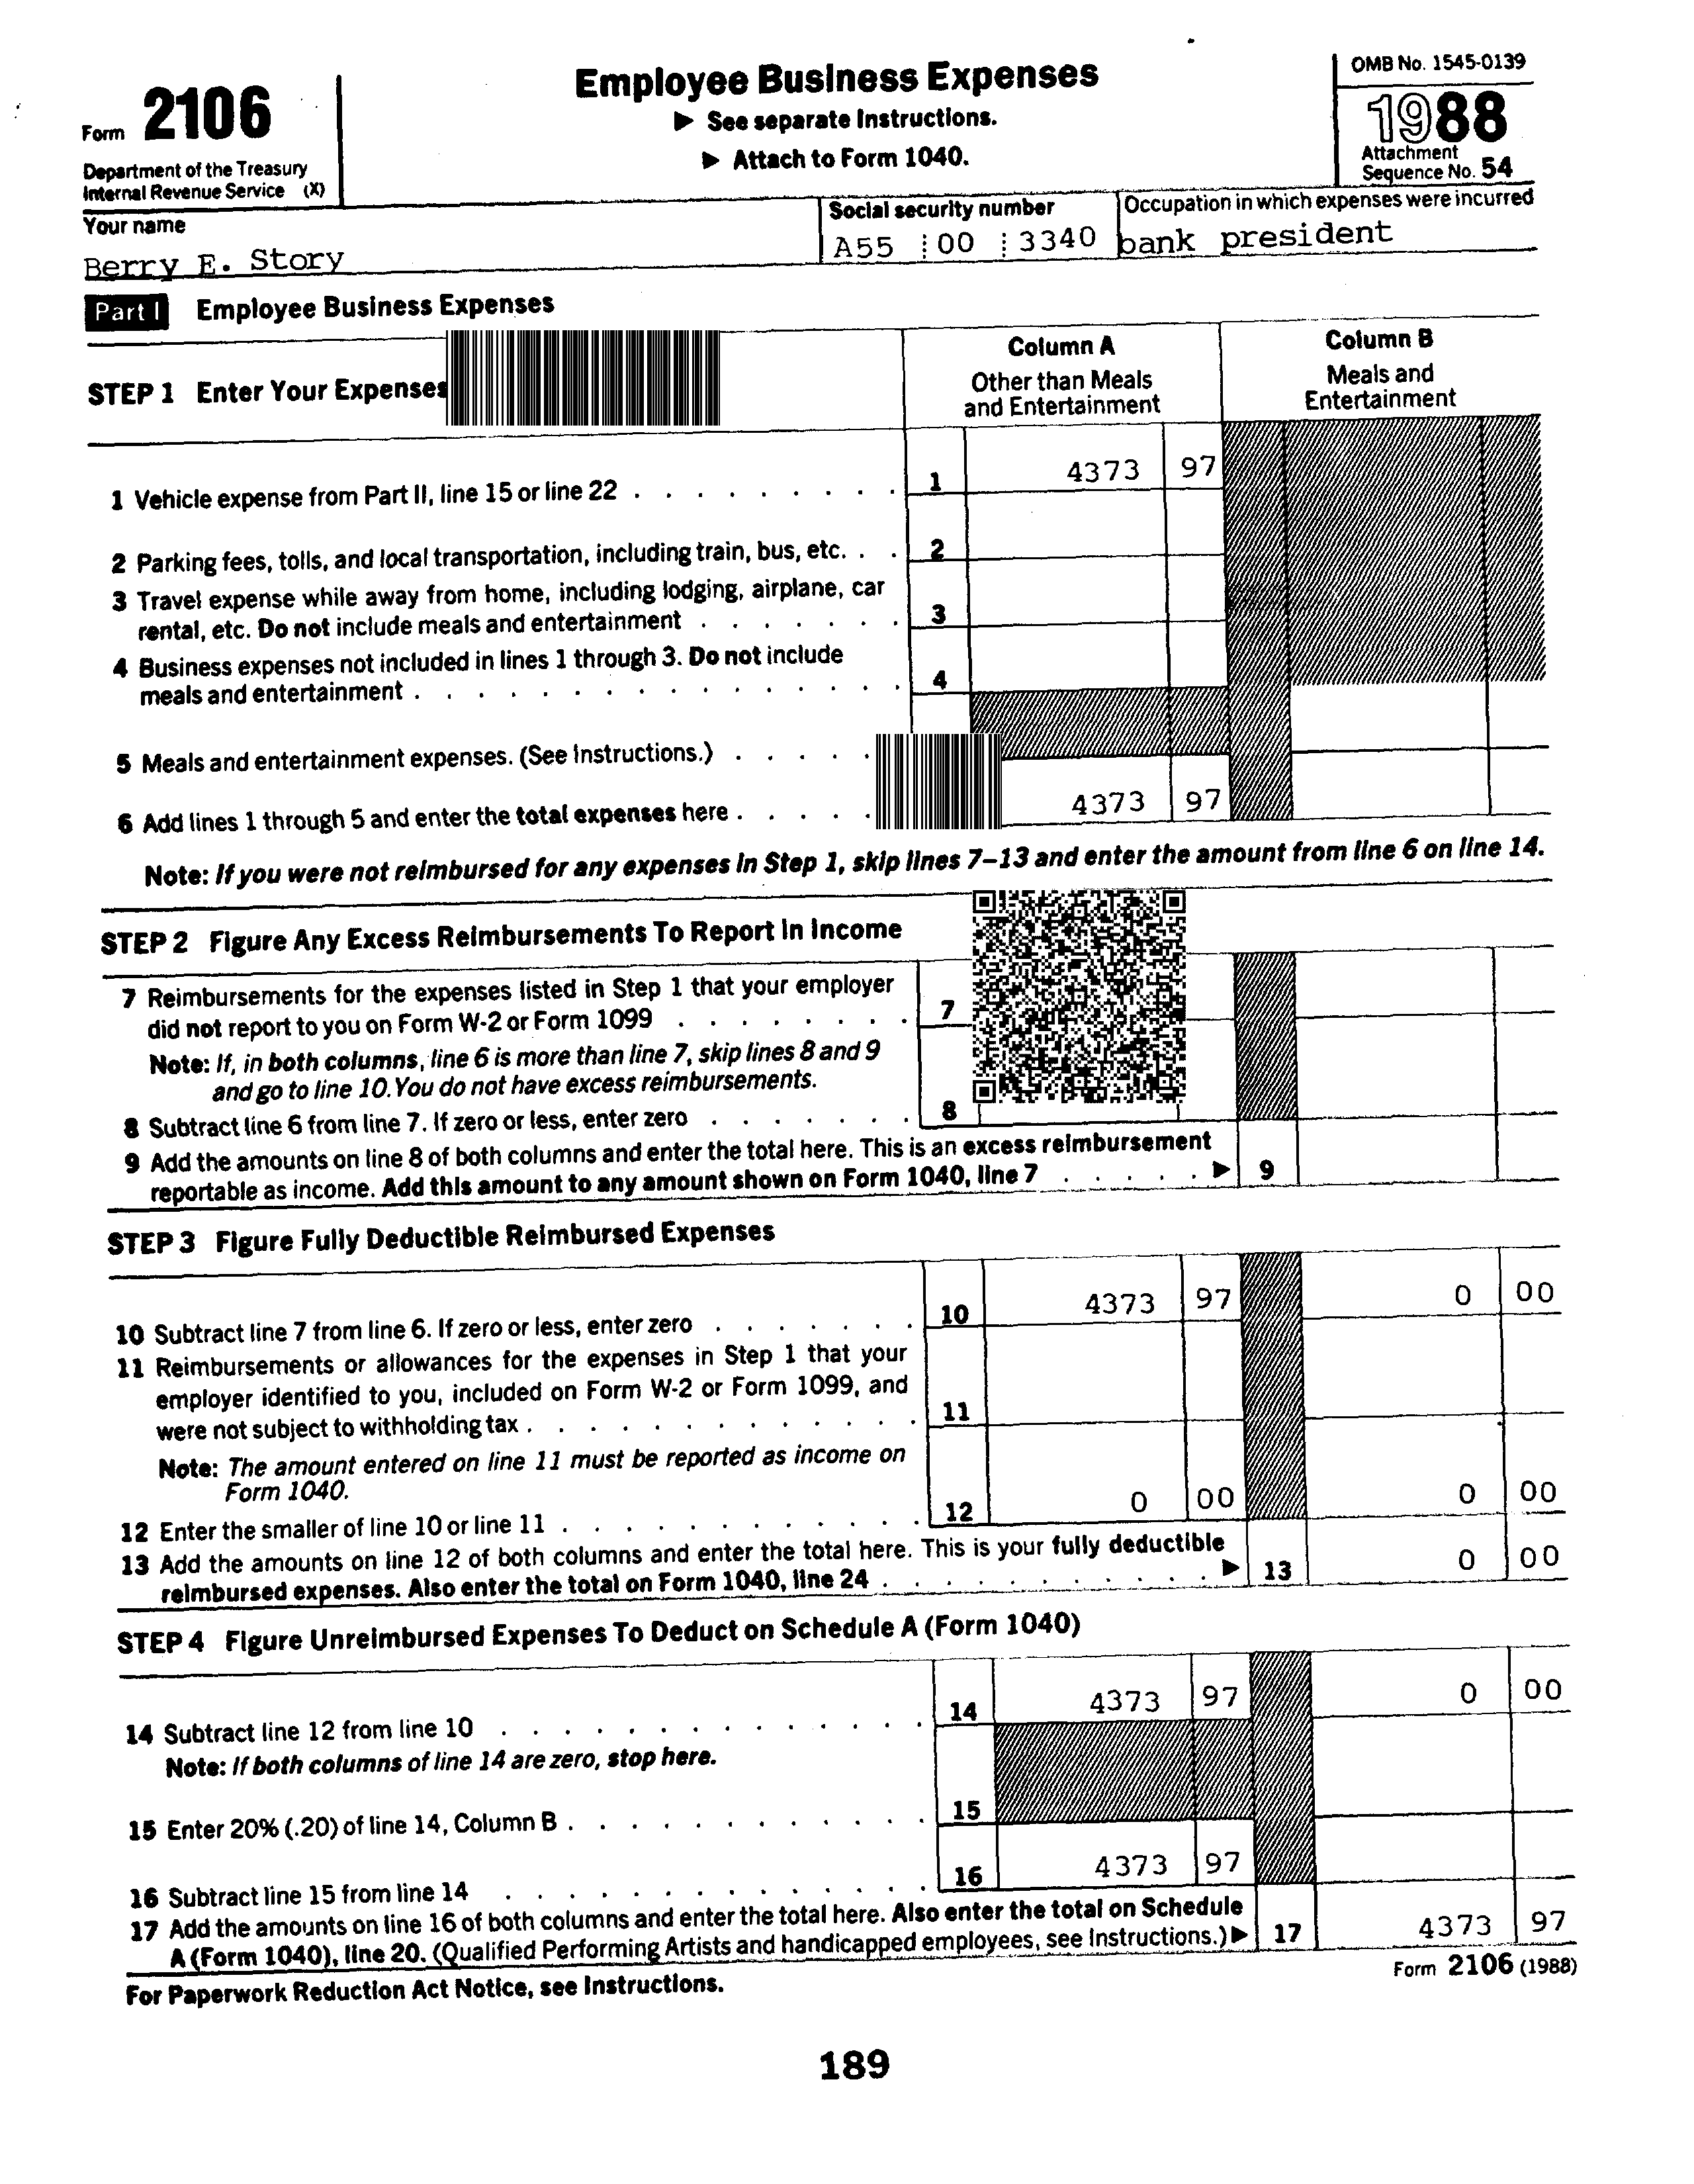 Form 2106
Department of the Treasury
Internal Revenue Service (X)
Employee Business Expenses
▶ See separate Instructions.
▶ Attach to Form 1040.
OMB No. 1545-0139
1988
Attachment
Sequence No. 54
Your name
Berry E. Story
Social security number
A55 00 3340
Occupation in which expenses were incurred
bank president
Part I Employee Business Expenses
STEP 1 Enter Your Expenses
Column A
Other than Meals
and Entertainment
Column B
Meals and
Entertainment
1 Vehicle expense from Part II, line 15 or line 22 . . . . . . . . . 1 4373 97
2 Parking fees, tolls, and local transportation, including train, bus, etc. . . 2
3 Travel expense while away from home, including lodging, airplane, car
rental, etc. Do not include meals and entertainment . . . . . . . 3
4 Business expenses not included in lines 1 through 3. Do not include
meals and entertainment . . . . . . . . . . . . . . . . 4
5 Meals and entertainment expenses. (See Instructions.) . . . . .
6 Add lines 1 through 5 and enter the total expenses here . . . . . 4373 97
Note: If you were not reimbursed for any expenses in Step 1, skip lines 7–13 and enter the amount from line 6 on line 14.
STEP 2 Figure Any Excess Reimbursements To Report In Income
7 Reimbursements for the expenses listed in Step 1 that your employer
did not report to you on Form W-2 or Form 1099 . . . . . . . . 7
Note: If, in both columns, line 6 is more than line 7, skip lines 8 and 9
and go to line 10. You do not have excess reimbursements.
8 Subtract line 6 from line 7. If zero or less, enter zero . . . . . . . 8
9 Add the amounts on line 8 of both columns and enter the total here. This is an excess reimbursement
reportable as income. Add this amount to any amount shown on Form 1040, line 7 . . . . . ▶ 9
STEP 3 Figure Fully Deductible Reimbursed Expenses
10 Subtract line 7 from line 6. If zero or less, enter zero . . . . . . . 10 4373 97 0 00
11 Reimbursements or allowances for the expenses in Step 1 that your
employer identified to you, included on Form W-2 or Form 1099, and
were not subject to withholding tax . . . . . . . . . . . . . 11
Note: The amount entered on line 11 must be reported as income on
Form 1040.
12 Enter the smaller of line 10 or line 11 . . . . . . . . . . . . 12 0 00 0 00
13 Add the amounts on line 12 of both columns and enter the total here. This is your fully deductible
reimbursed expenses. Also enter the total on Form 1040, line 24 . . . . . . . . . . . ▶ 13 0 00
STEP 4 Figure Unreimbursed Expenses To Deduct on Schedule A (Form 1040)
14 Subtract line 12 from line 10 . . . . . . . . . . . . . . 14 4373 97 0 00
Note: If both columns of line 14 are zero, stop here.
15 Enter 20% (.20) of line 14, Column B . . . . . . . . . . . . 15
16 Subtract line 15 from line 14 . . . . . . . . . . . . . . 16 4373 97
17 Add the amounts on line 16 of both columns and enter the total here. Also enter the total on Schedule
A (Form 1040), line 20. (Qualified Performing Artists and handicapped employees, see Instructions.) ▶ 17 4373 97
For Paperwork Reduction Act Notice, see Instructions.
Form 2106 (1988)
189